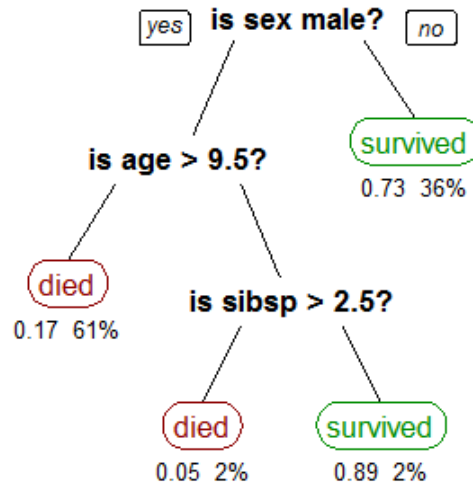 yes is sex male? no
survived
0.73 36%
is age > 9.5?
died
0.17 61%
is sibsp > 2.5?
died survived
0.05 2% 0.89 2%